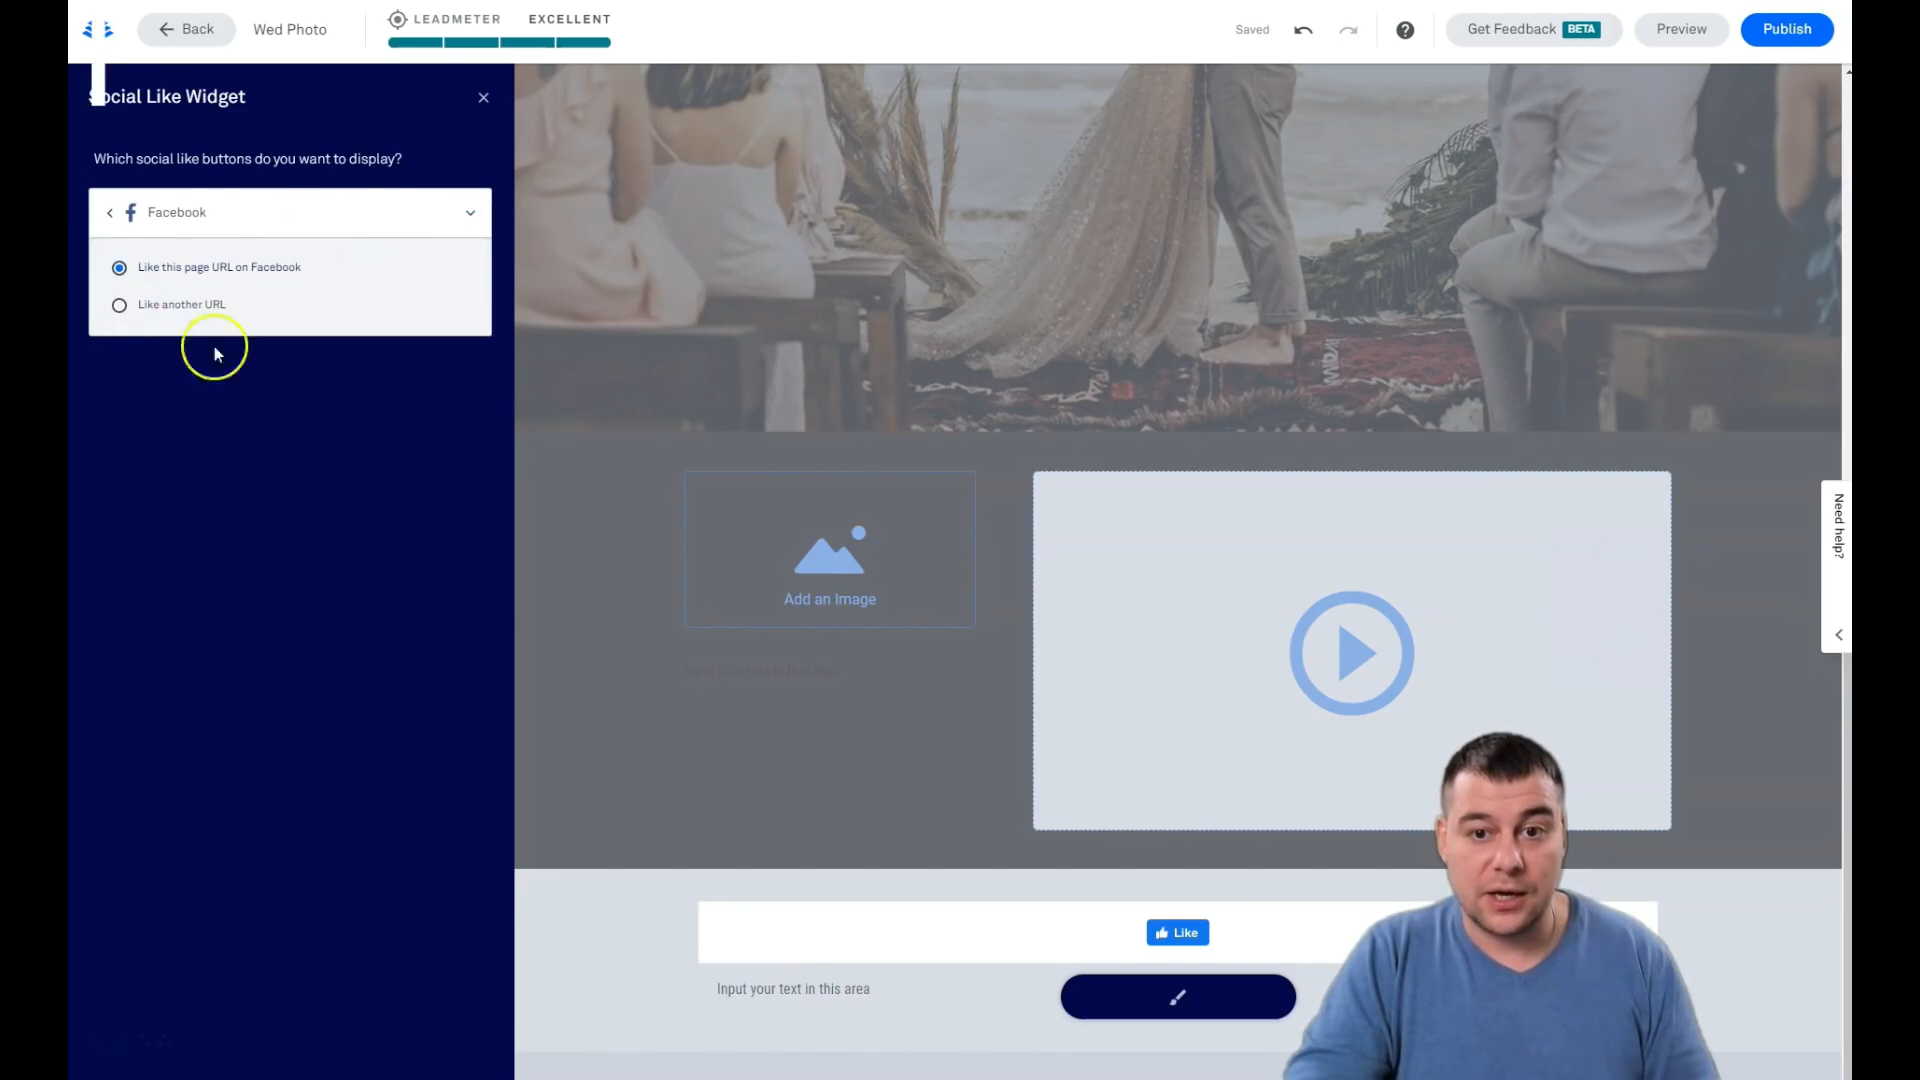 Back
Wed Photo
LEADMETER EXCELLENT
Saved
Get Feedback BETA
Preview
Publish
Social Like Widget
Which social like buttons do you want to display?
Facebook
Like this page URL on Facebook
Like another URL
Add an Image
Need help?
Like
Input your text in this area